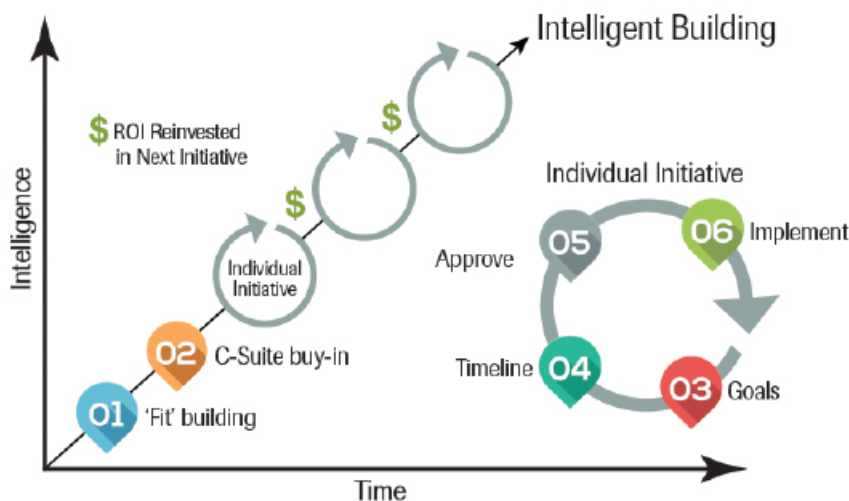 Intelligent Building
$ ROI Reinvested
in Next Initiative
$
$
Intelligence
Individual
Initiative
02 C-Suite buy-in
01 'Fit' building
Individual Initiative
05
06 Implement
Approve
Timeline 04
03 Goals
Time